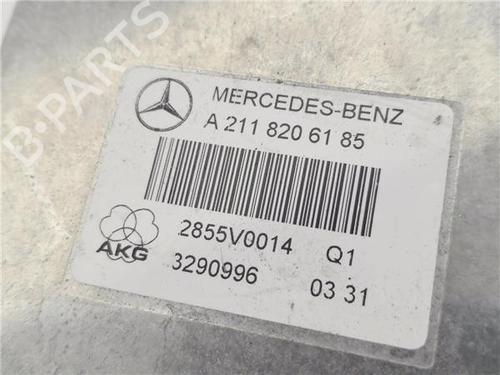 B-PARTS
MERCEDES-BENZ
A 211 820 61 85
2855V0014 Q1
AKG
3290996 03 31